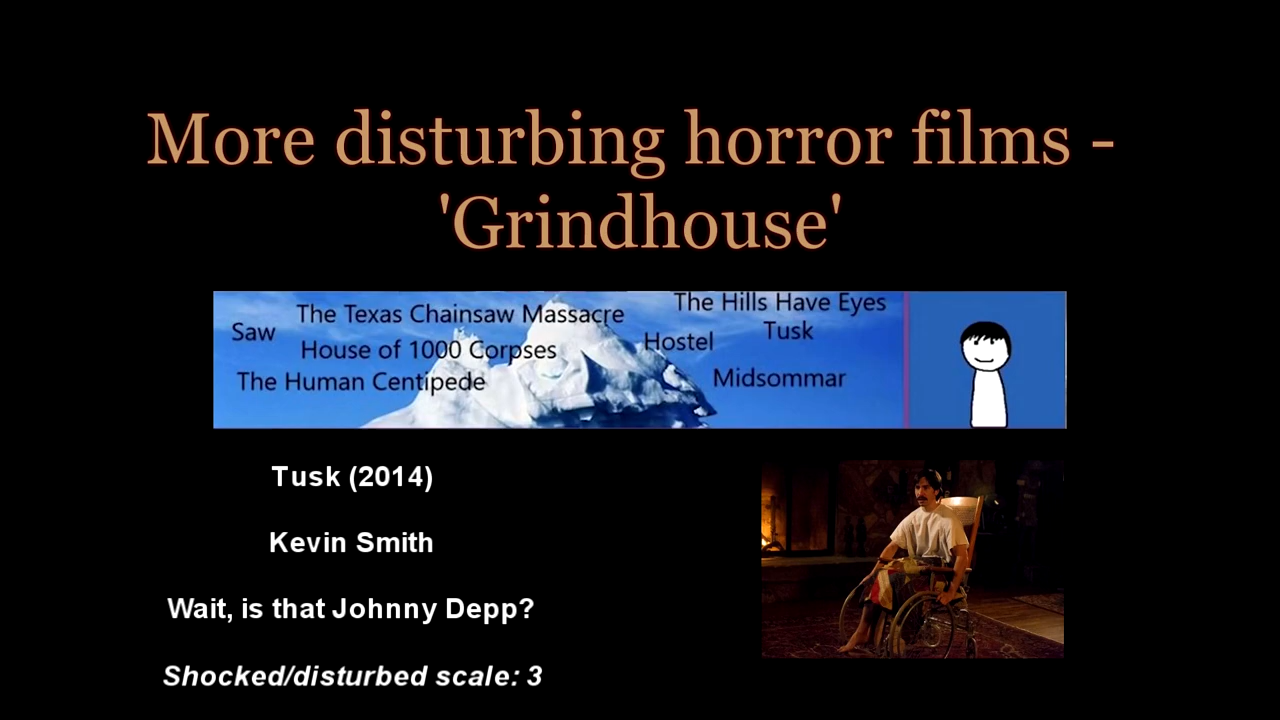 More disturbing horror films -
'Grindhouse'
The Hills Have Eyes
The Texas Chainsaw Massacre
Saw
Tusk
Hostel
House of 1000 Corpses
The Human Centipede
Midsommar
Tusk (2014)
Kevin Smith
Wait, is that Johnny Depp?
Shocked/disturbed scale: 3